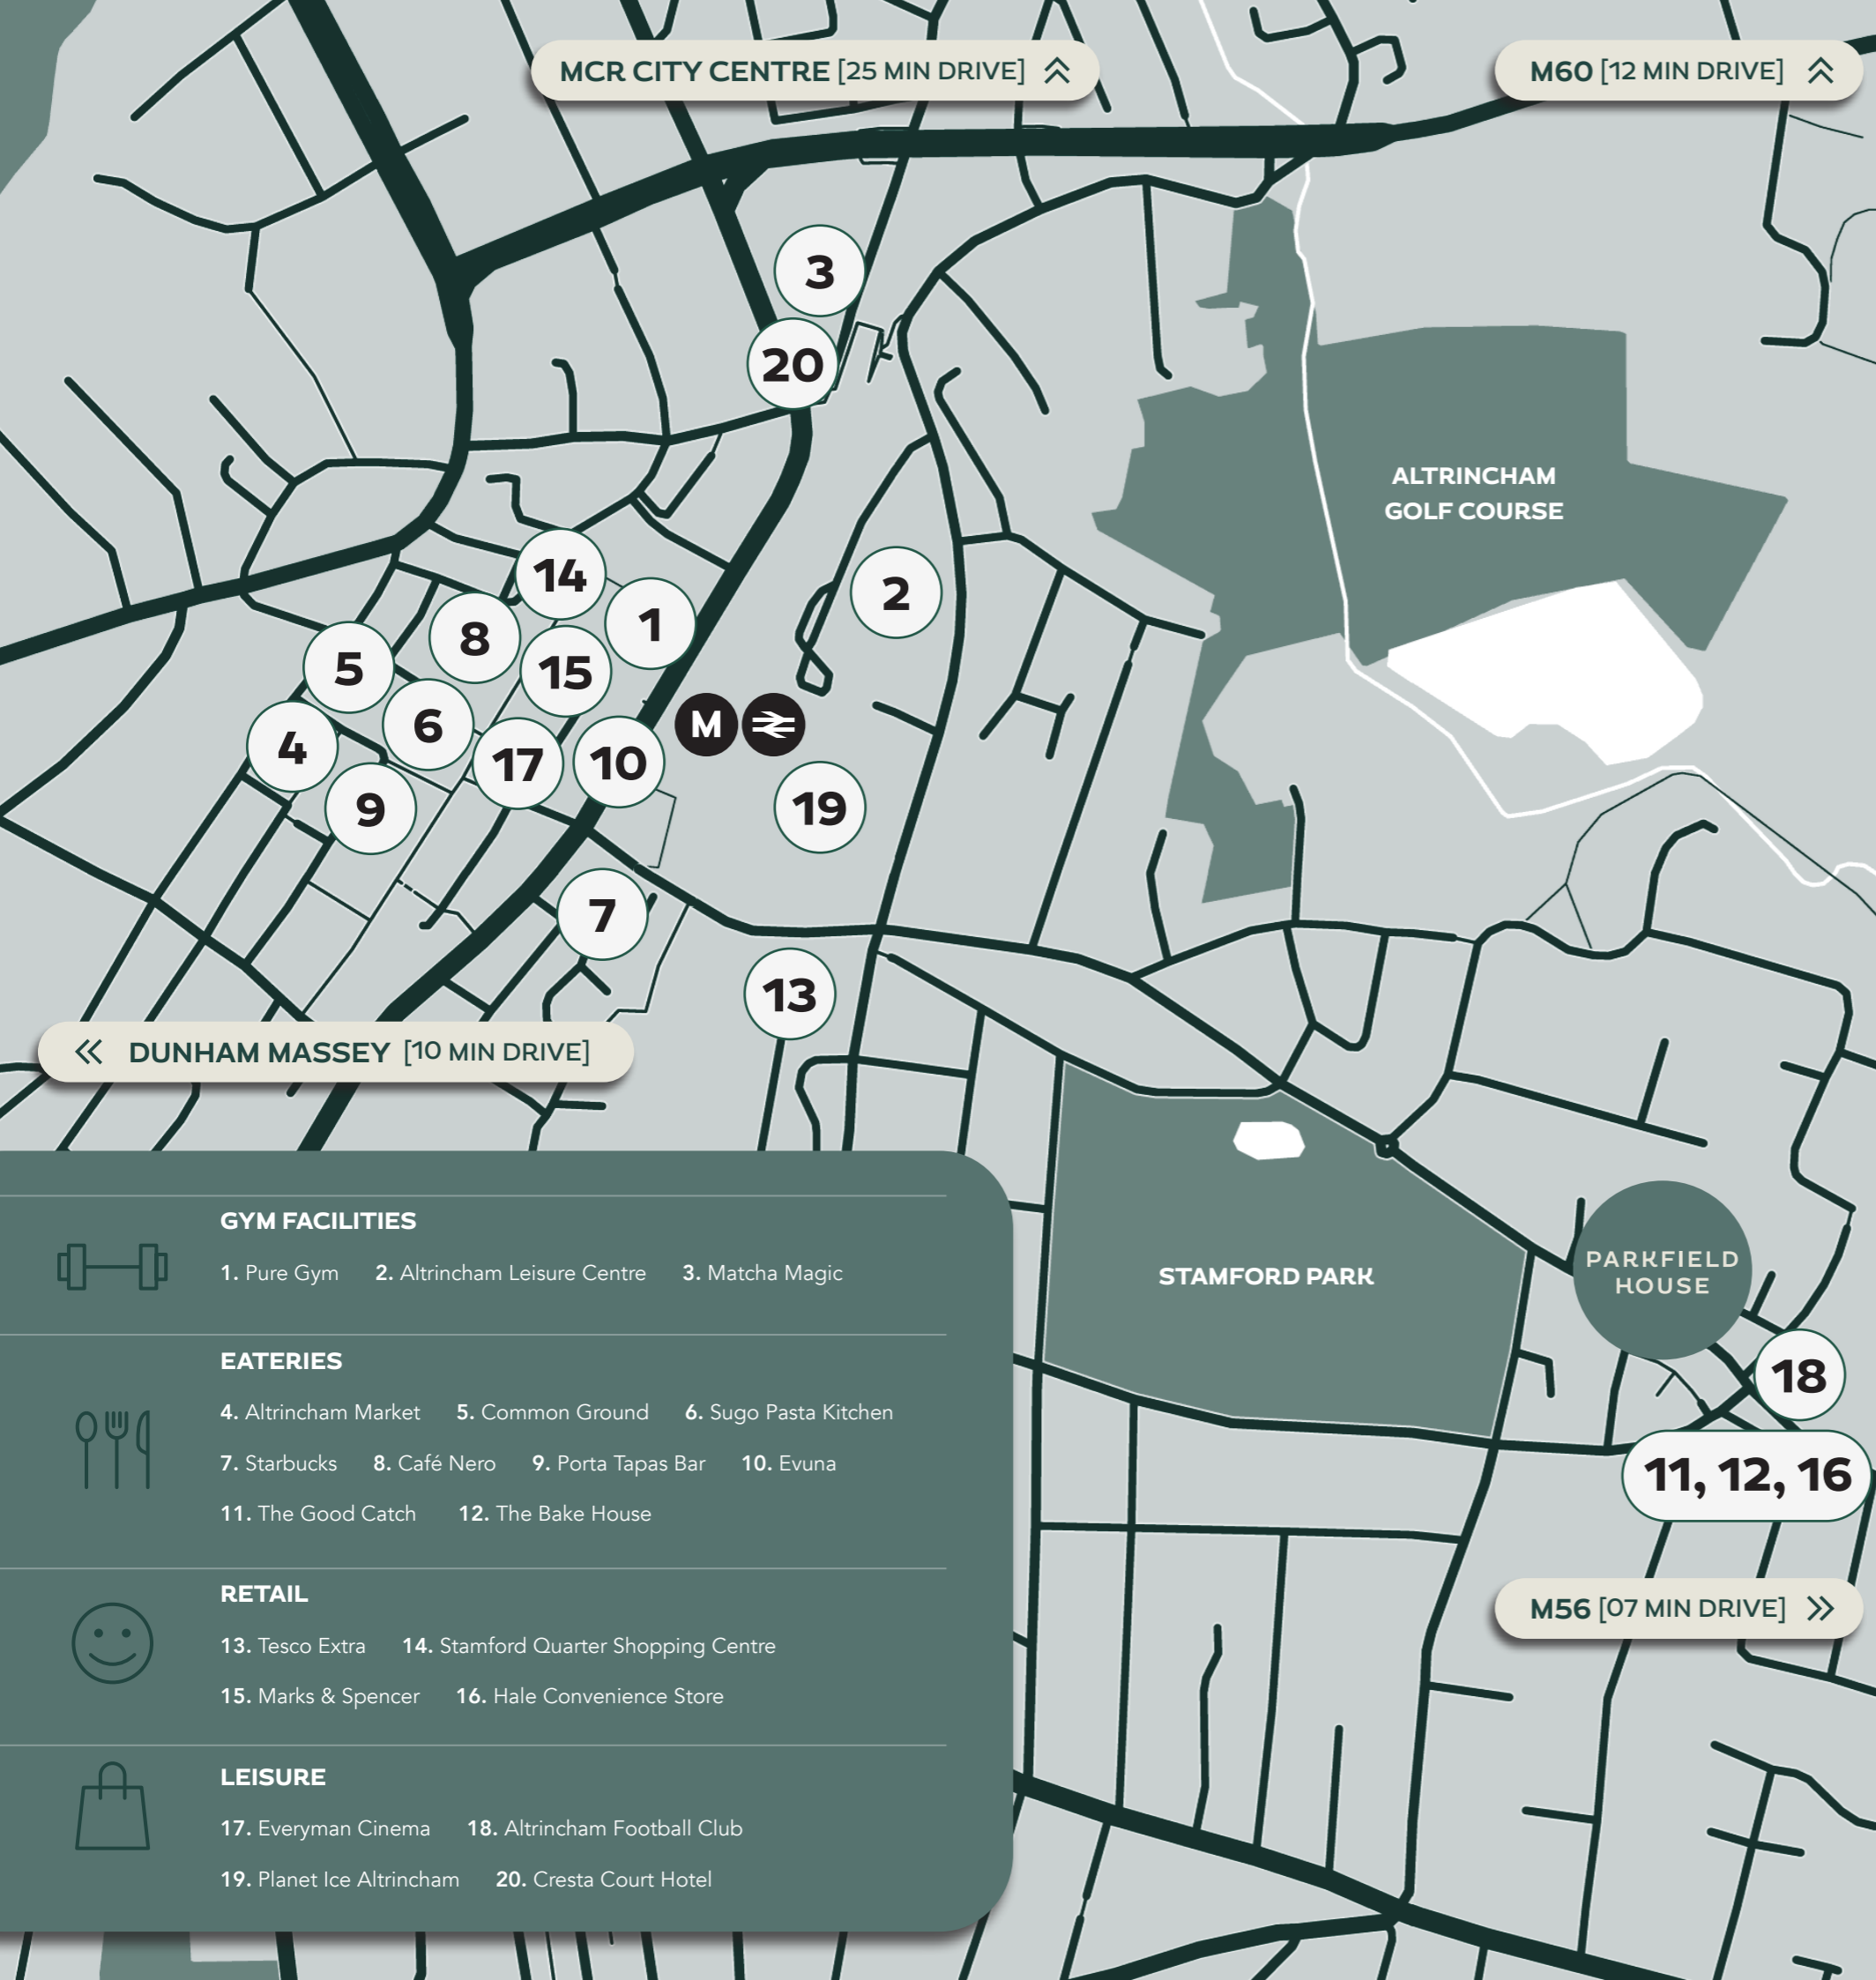 MCR CITY CENTRE [25 MIN DRIVE]
M60 [12 MIN DRIVE]
3
20
ALTRINCHAM
GOLF COURSE
14
2
1
8
5
15
6
M
4
17
10
9
19
7
13
DUNHAM MASSEY [10 MIN DRIVE]
STAMFORD PARK
PARKFIELD
HOUSE
18
11, 12, 16
M56 [07 MIN DRIVE]
GYM FACILITIES
1. Pure Gym 2. Altrincham Leisure Centre 3. Matcha Magic
EATERIES
4. Altrincham Market 5. Common Ground 6. Sugo Pasta Kitchen
7. Starbucks 8. Café Nero 9. Porta Tapas Bar 10. Evuna
11. The Good Catch 12. The Bake House
RETAIL
13. Tesco Extra 14. Stamford Quarter Shopping Centre
15. Marks & Spencer 16. Hale Convenience Store
LEISURE
17. Everyman Cinema 18. Altrincham Football Club
19. Planet Ice Altrincham 20. Cresta Court Hotel